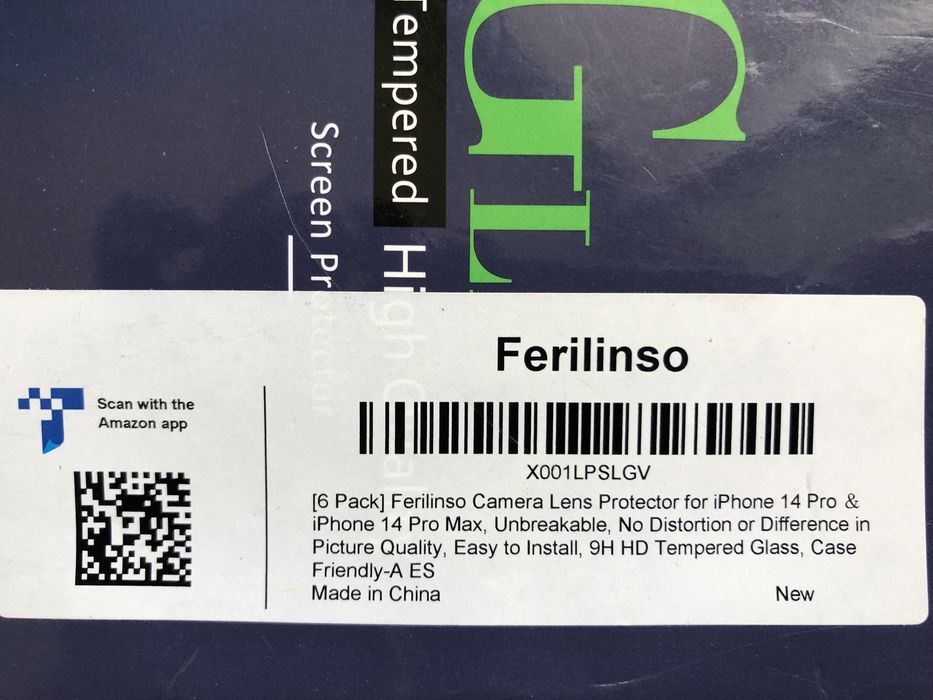 Tempered High
Screen Protector
Ferilinso
Scan with the
Amazon app
X001LPSLGV
[6 Pack] Ferilinso Camera Lens Protector for iPhone 14 Pro &
iPhone 14 Pro Max, Unbreakable, No Distortion or Difference in
Picture Quality, Easy to Install, 9H HD Tempered Glass, Case
Friendly-A ES
Made in China
New